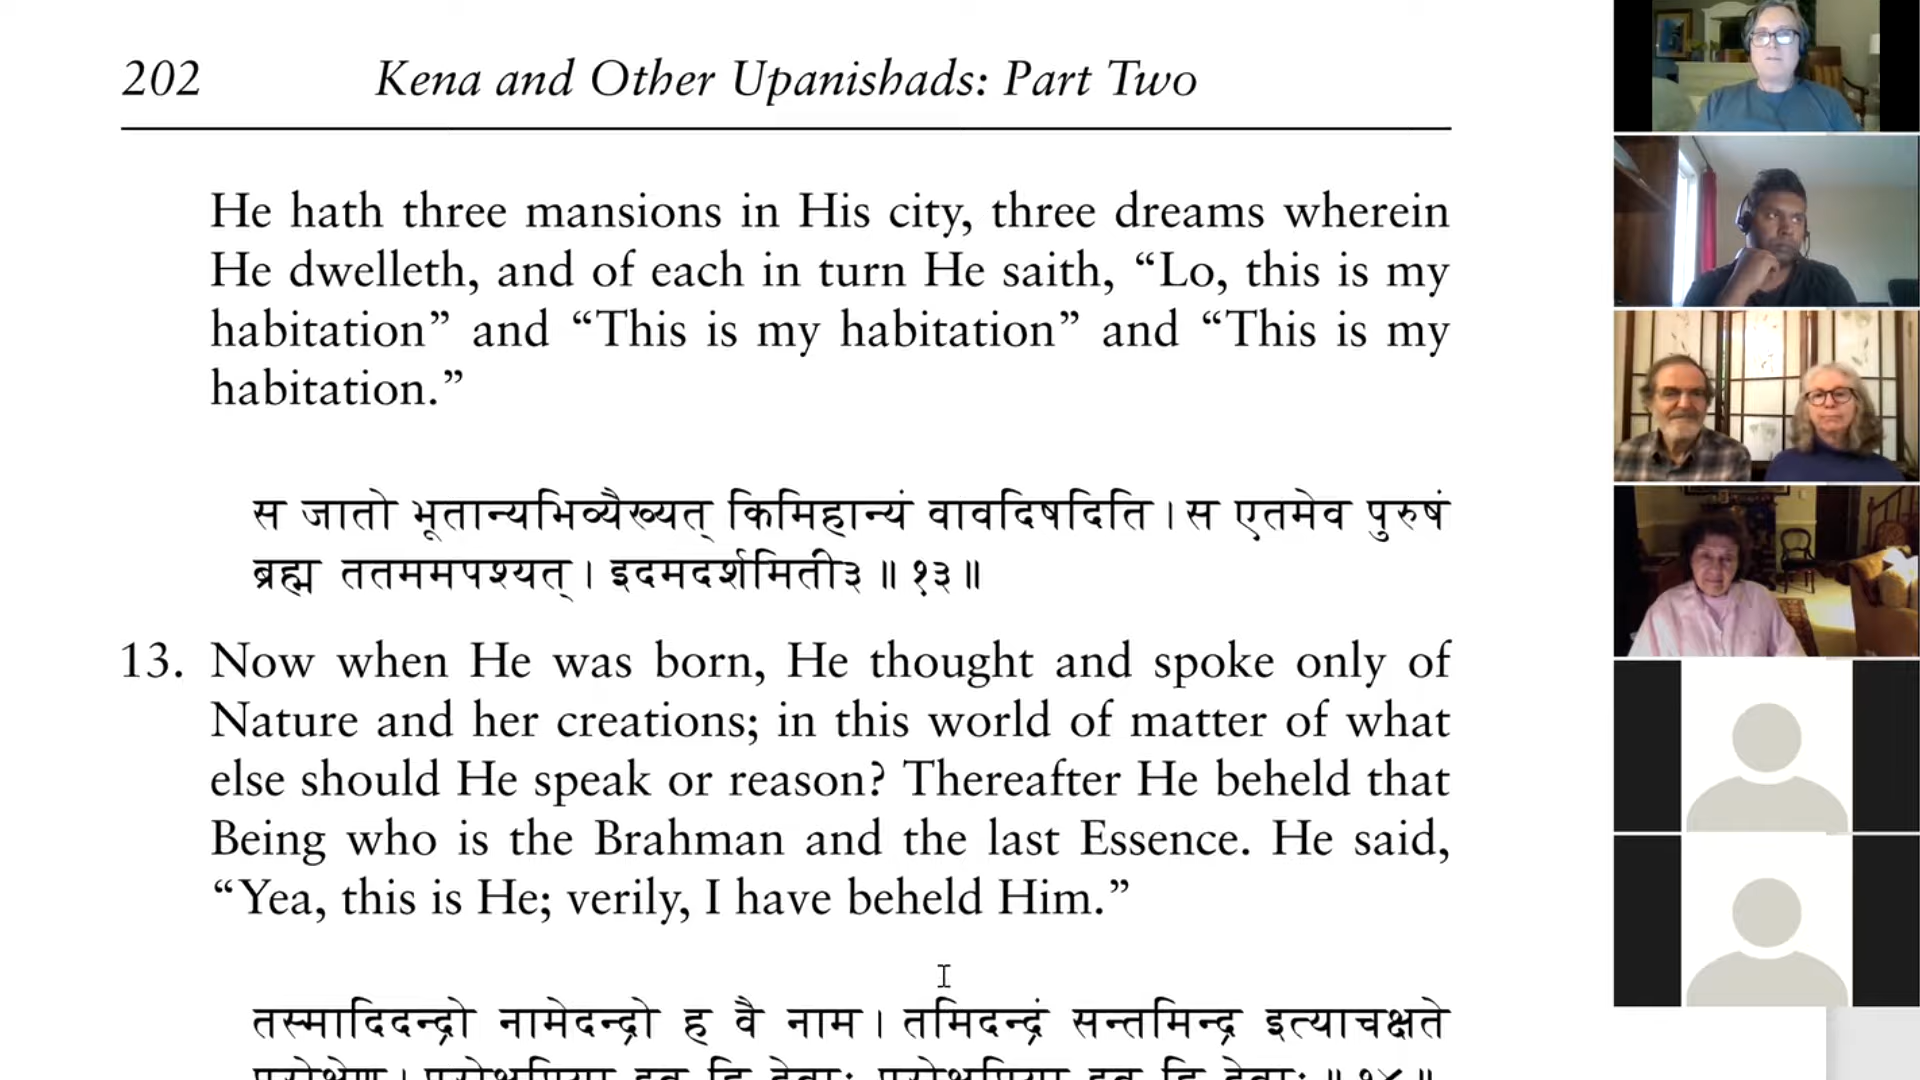 202 Kena and Other Upanishads: Part Two
He hath three mansions in His city, three dreams wherein
He dwelleth, and of each in turn He saith, “Lo, this is my
habitation” and “This is my habitation” and “This is my
habitation.”
स जातो भूतान्यभिव्यैख्यत् किमिहान्यं वावदिषदिति। स एतमेव पुरुषं
ब्रह्म ततममपश्यत्। इदमदर्शमिती३॥१३॥
13. Now when He was born, He thought and spoke only of
Nature and her creations; in this world of matter of what
else should He speak or reason? Thereafter He beheld that
Being who is the Brahman and the last Essence. He said,
“Yea, this is He; verily, I have beheld Him.”
तस्मादिदन्द्रो नामेदन्द्रो ह वै नाम। तमिदन्द्रं सन्तमिन्द्र इत्याचक्षते